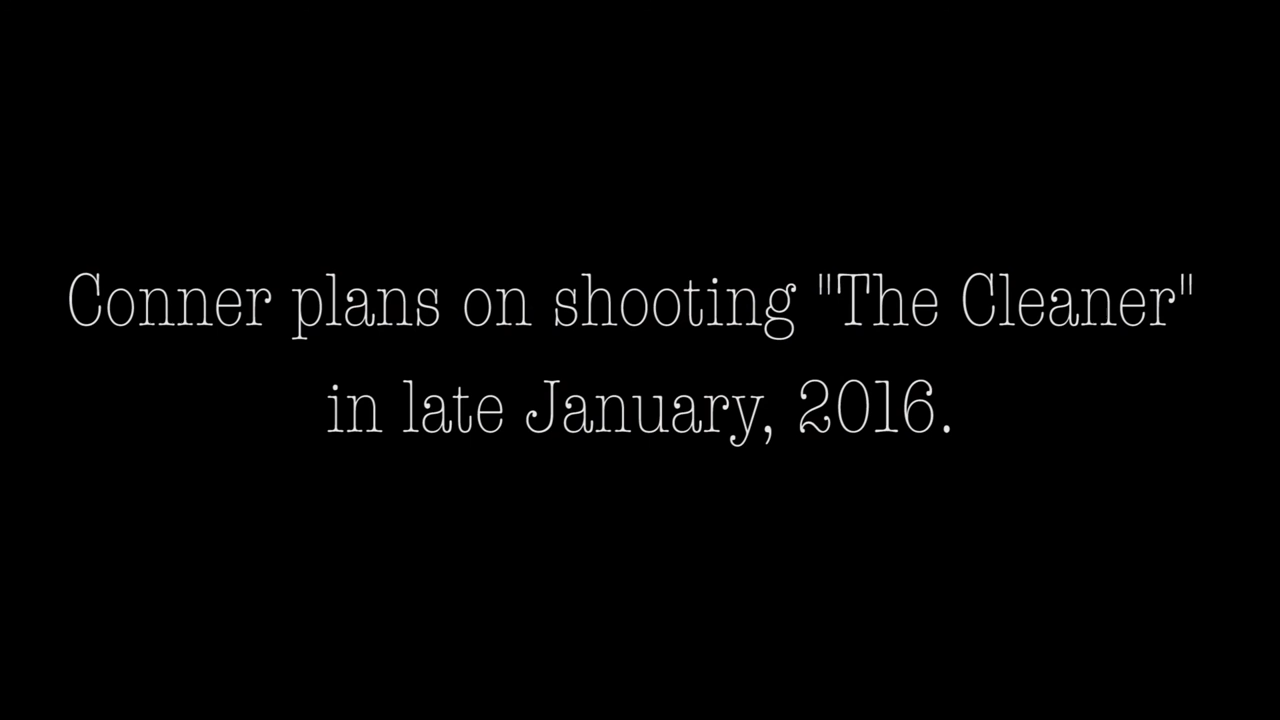 Conner plans on shooting "The Cleaner"
in late January, 2016.